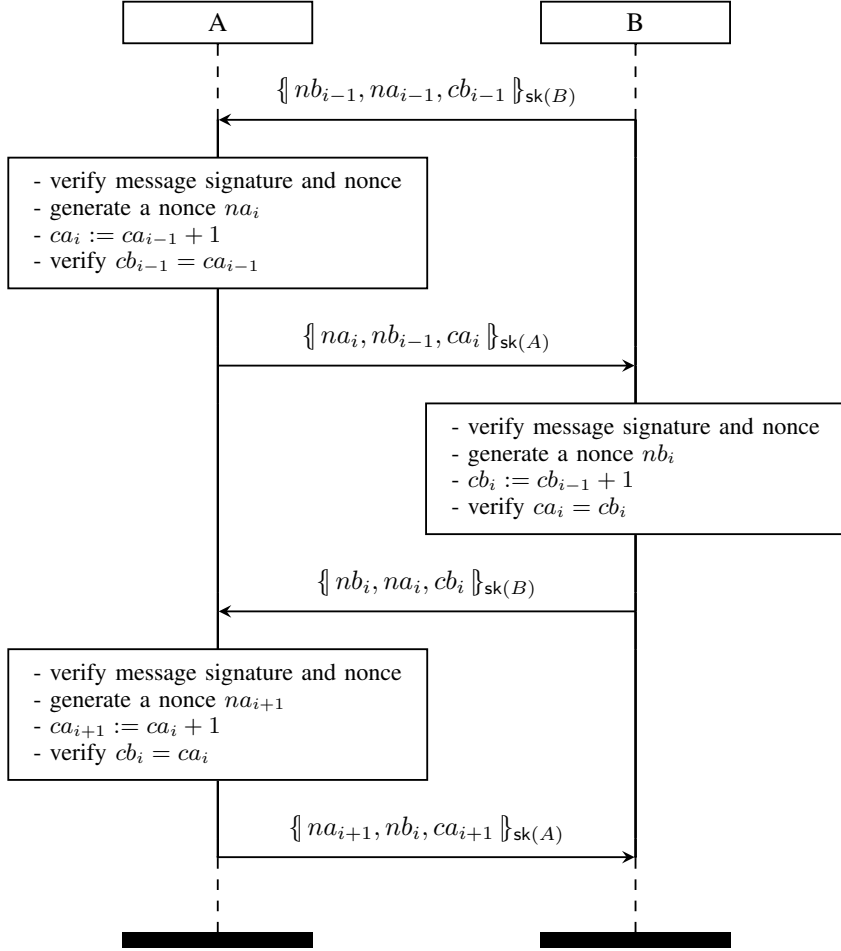 A
B
{| nb_{i−1}, na_{i−1}, cb_{i−1} |}_{sk(B)}
- verify message signature and nonce
- generate a nonce na_i
- ca_i := ca_{i−1} + 1
- verify cb_{i−1} = ca_{i−1}
{| na_i, nb_{i−1}, ca_i |}_{sk(A)}
- verify message signature and nonce
- generate a nonce nb_i
- cb_i := cb_{i−1} + 1
- verify ca_i = cb_i
{| nb_i, na_i, cb_i |}_{sk(B)}
- verify message signature and nonce
- generate a nonce na_{i+1}
- ca_{i+1} := ca_i + 1
- verify cb_i = ca_i
{| na_{i+1}, nb_i, ca_{i+1} |}_{sk(A)}